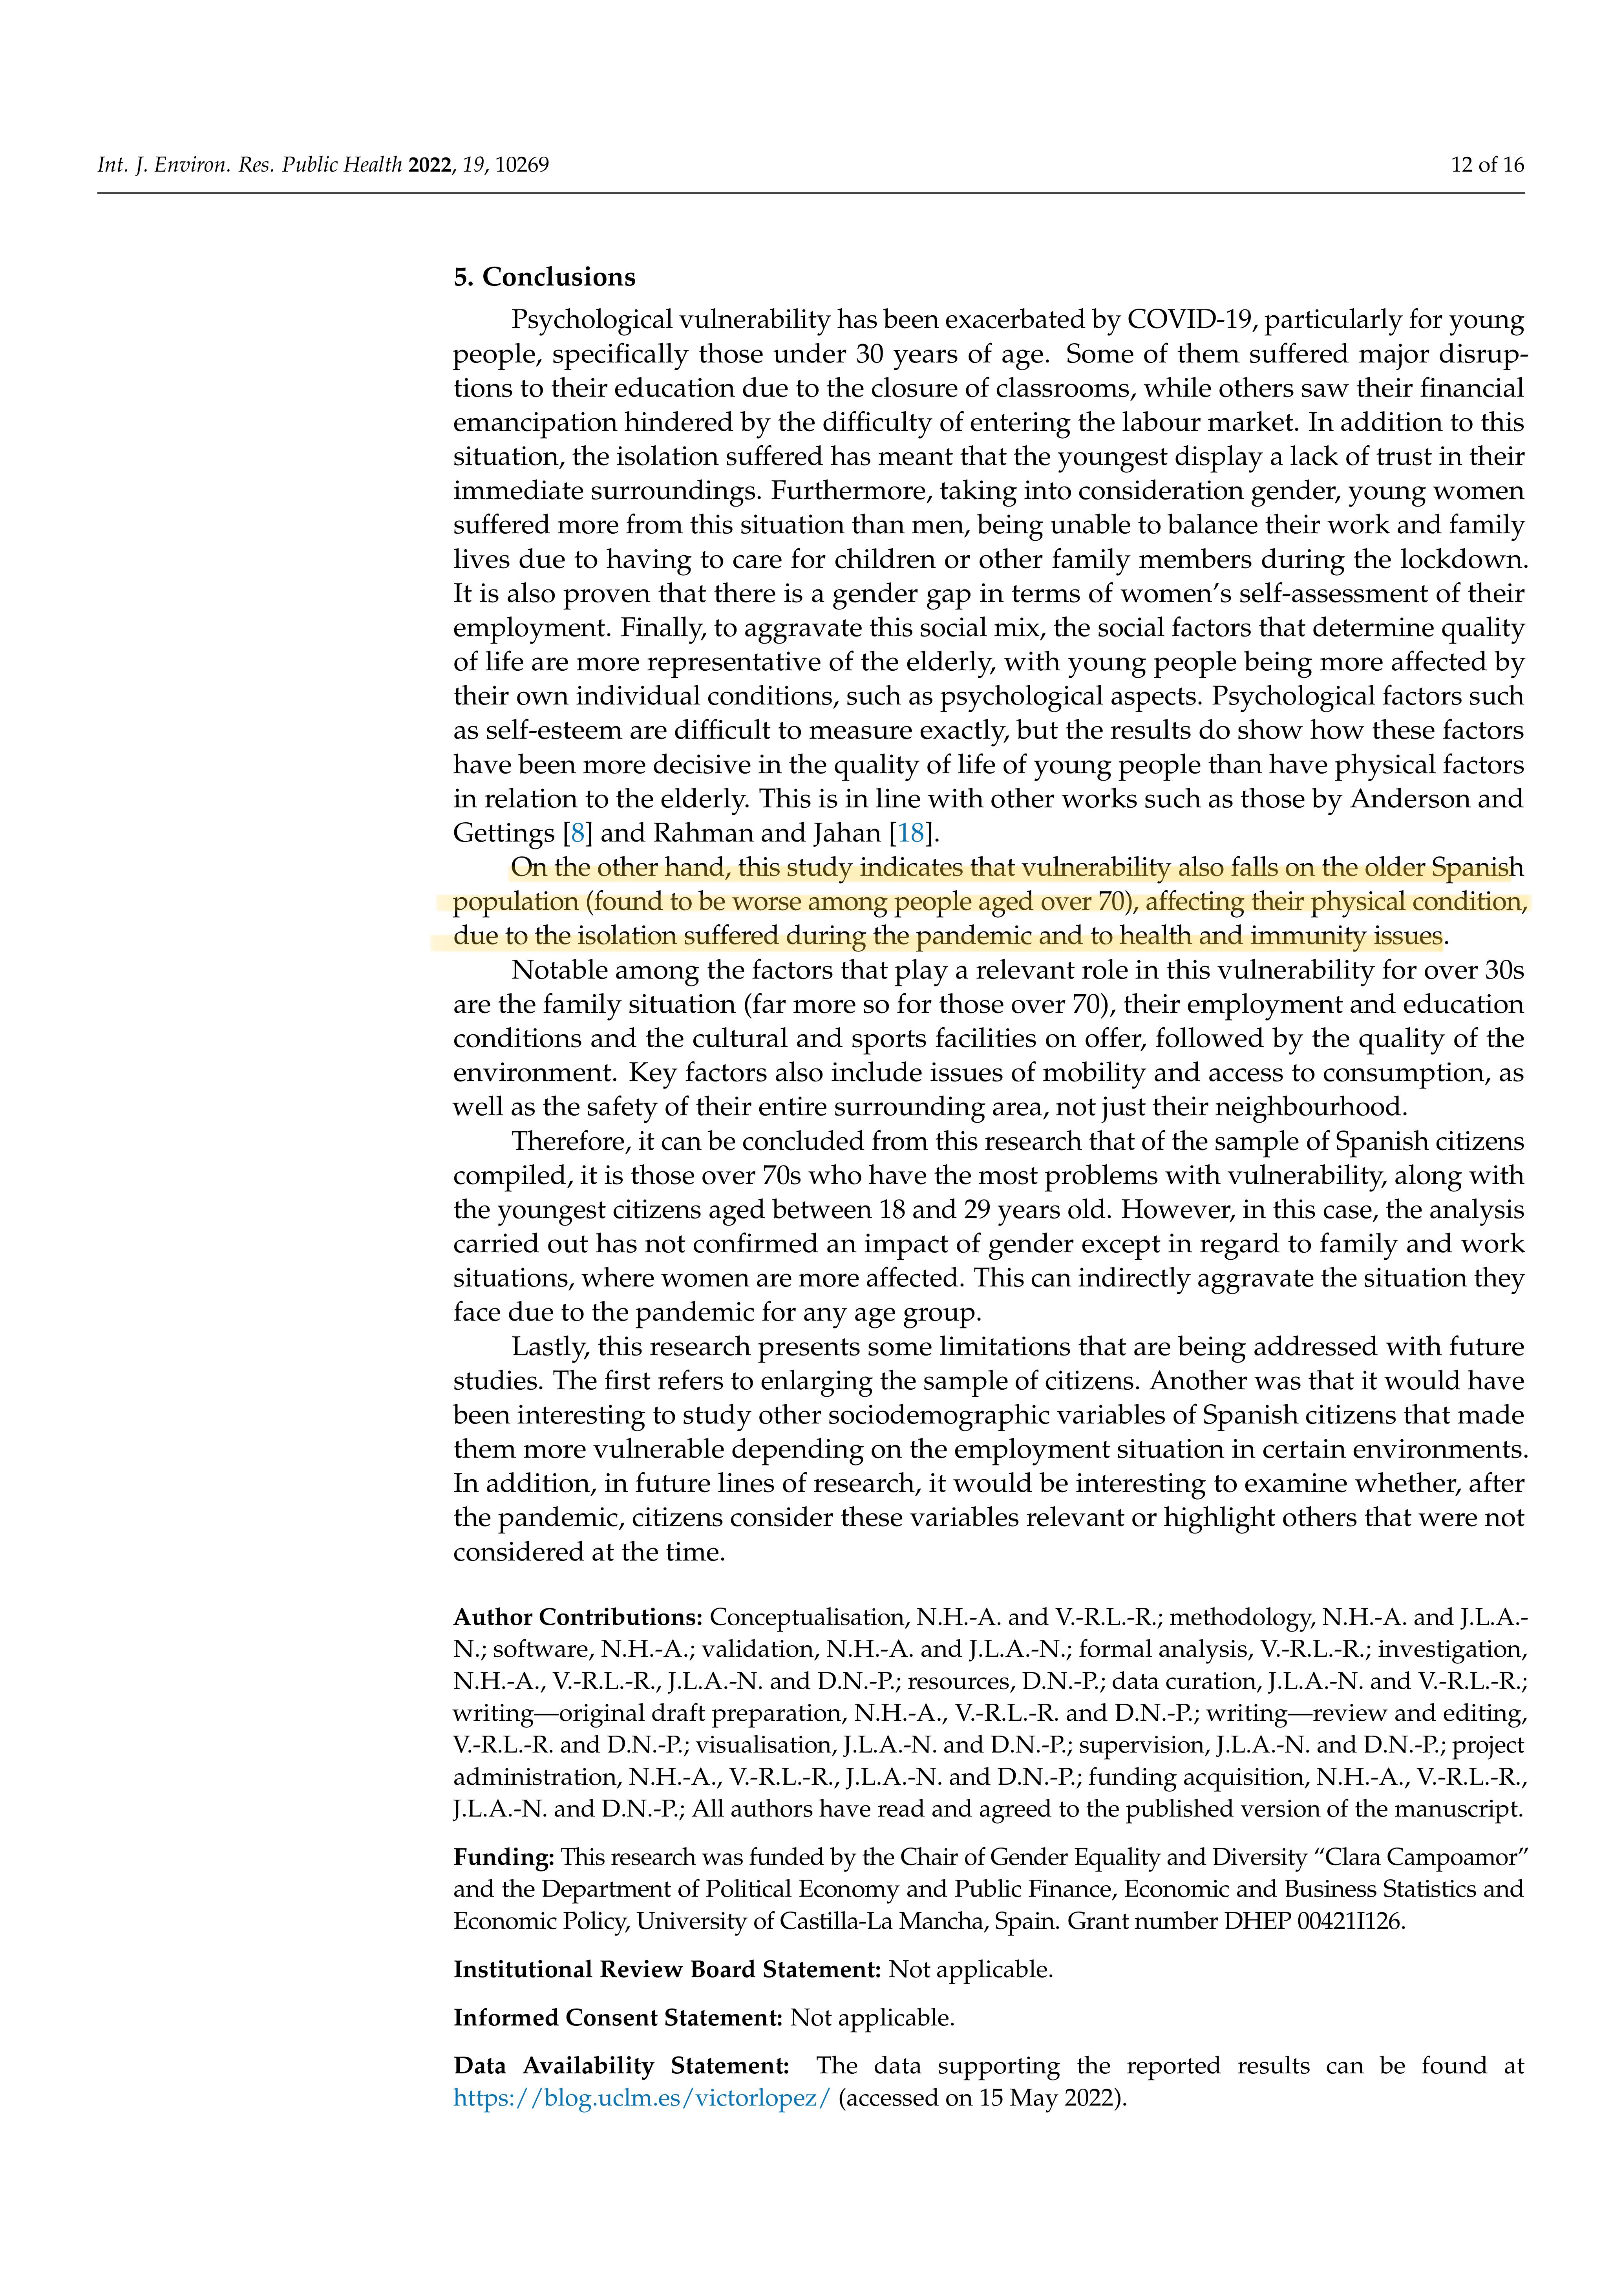 Int. J. Environ. Res. Public Health 2022, 19, 10269
12 of 16
5. Conclusions
Psychological vulnerability has been exacerbated by COVID-19, particularly for young
people, specifically those under 30 years of age. Some of them suffered major disrup-
tions to their education due to the closure of classrooms, while others saw their financial
emancipation hindered by the difficulty of entering the labour market. In addition to this
situation, the isolation suffered has meant that the youngest display a lack of trust in their
immediate surroundings. Furthermore, taking into consideration gender, young women
suffered more from this situation than men, being unable to balance their work and family
lives due to having to care for children or other family members during the lockdown.
It is also proven that there is a gender gap in terms of women’s self-assessment of their
employment. Finally, to aggravate this social mix, the social factors that determine quality
of life are more representative of the elderly, with young people being more affected by
their own individual conditions, such as psychological aspects. Psychological factors such
as self-esteem are difficult to measure exactly, but the results do show how these factors
have been more decisive in the quality of life of young people than have physical factors
in relation to the elderly. This is in line with other works such as those by Anderson and
Gettings [8] and Rahman and Jahan [18].
On the other hand, this study indicates that vulnerability also falls on the older Spanish
population (found to be worse among people aged over 70), affecting their physical condition,
due to the isolation suffered during the pandemic and to health and immunity issues.
Notable among the factors that play a relevant role in this vulnerability for over 30s
are the family situation (far more so for those over 70), their employment and education
conditions and the cultural and sports facilities on offer, followed by the quality of the
environment. Key factors also include issues of mobility and access to consumption, as
well as the safety of their entire surrounding area, not just their neighbourhood.
Therefore, it can be concluded from this research that of the sample of Spanish citizens
compiled, it is those over 70s who have the most problems with vulnerability, along with
the youngest citizens aged between 18 and 29 years old. However, in this case, the analysis
carried out has not confirmed an impact of gender except in regard to family and work
situations, where women are more affected. This can indirectly aggravate the situation they
face due to the pandemic for any age group.
Lastly, this research presents some limitations that are being addressed with future
studies. The first refers to enlarging the sample of citizens. Another was that it would have
been interesting to study other sociodemographic variables of Spanish citizens that made
them more vulnerable depending on the employment situation in certain environments.
In addition, in future lines of research, it would be interesting to examine whether, after
the pandemic, citizens consider these variables relevant or highlight others that were not
considered at the time.
Author Contributions: Conceptualisation, N.H.-A. and V.-R.L.-R.; methodology, N.H.-A. and J.L.A.-
N.; software, N.H.-A.; validation, N.H.-A. and J.L.A.-N.; formal analysis, V.-R.L.-R.; investigation,
N.H.-A., V.-R.L.-R., J.L.A.-N. and D.N.-P.; resources, D.N.-P.; data curation, J.L.A.-N. and V.-R.L.-R.;
writing—original draft preparation, N.H.-A., V.-R.L.-R. and D.N.-P.; writing—review and editing,
V.-R.L.-R. and D.N.-P.; visualisation, J.L.A.-N. and D.N.-P.; supervision, J.L.A.-N. and D.N.-P.; project
administration, N.H.-A., V.-R.L.-R., J.L.A.-N. and D.N.-P.; funding acquisition, N.H.-A., V.-R.L.-R.,
J.L.A.-N. and D.N.-P.; All authors have read and agreed to the published version of the manuscript.
Funding: This research was funded by the Chair of Gender Equality and Diversity “Clara Campoamor”
and the Department of Political Economy and Public Finance, Economic and Business Statistics and
Economic Policy, University of Castilla-La Mancha, Spain. Grant number DHEP 00421I126.
Institutional Review Board Statement: Not applicable.
Informed Consent Statement: Not applicable.
Data Availability Statement: The data supporting the reported results can be found at
https://blog.uclm.es/victorlopez/ (accessed on 15 May 2022).